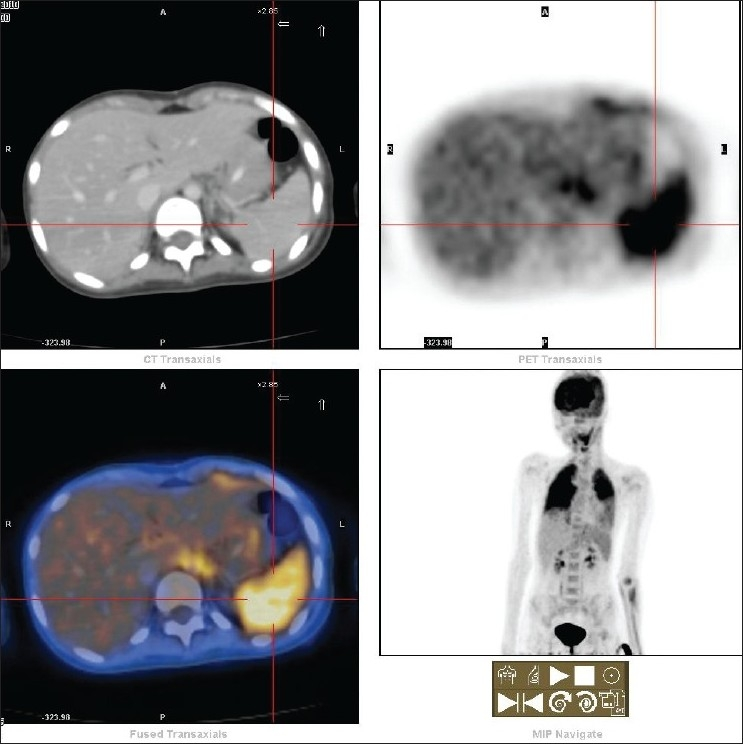 A
x2.85
R
L
-323.98
P
CT Transaxials
A
R
L
-323.98
P
PET Transaxials
A
x2.85
R
L
-323.98
P
Fused Transaxials
MIP Navigate